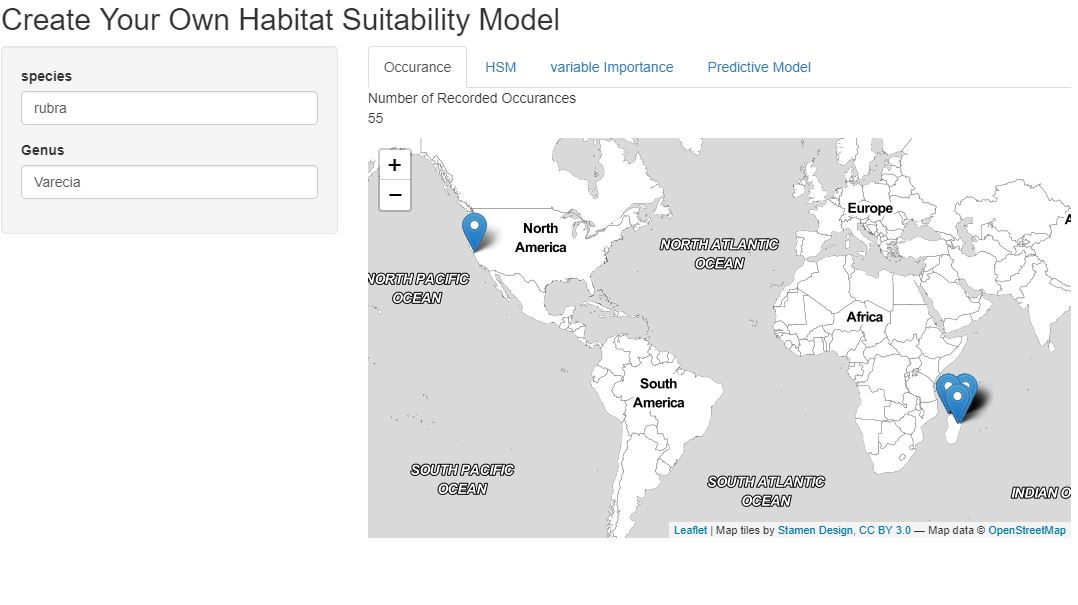 Create Your Own Habitat Suitability Model
species
rubra
Genus
Varecia
Occurance
HSM
variable Importance
Predictive Model
Number of Recorded Occurances
55
+
−
North
America
Europe
A
NORTH ATLANTIC
OCEAN
NORTH PACIFIC
OCEAN
Africa
South
America
SOUTH PACIFIC
OCEAN
SOUTH ATLANTIC
OCEAN
INDIAN O
Leaflet | Map tiles by Stamen Design, CC BY 3.0 — Map data © OpenStreetMap